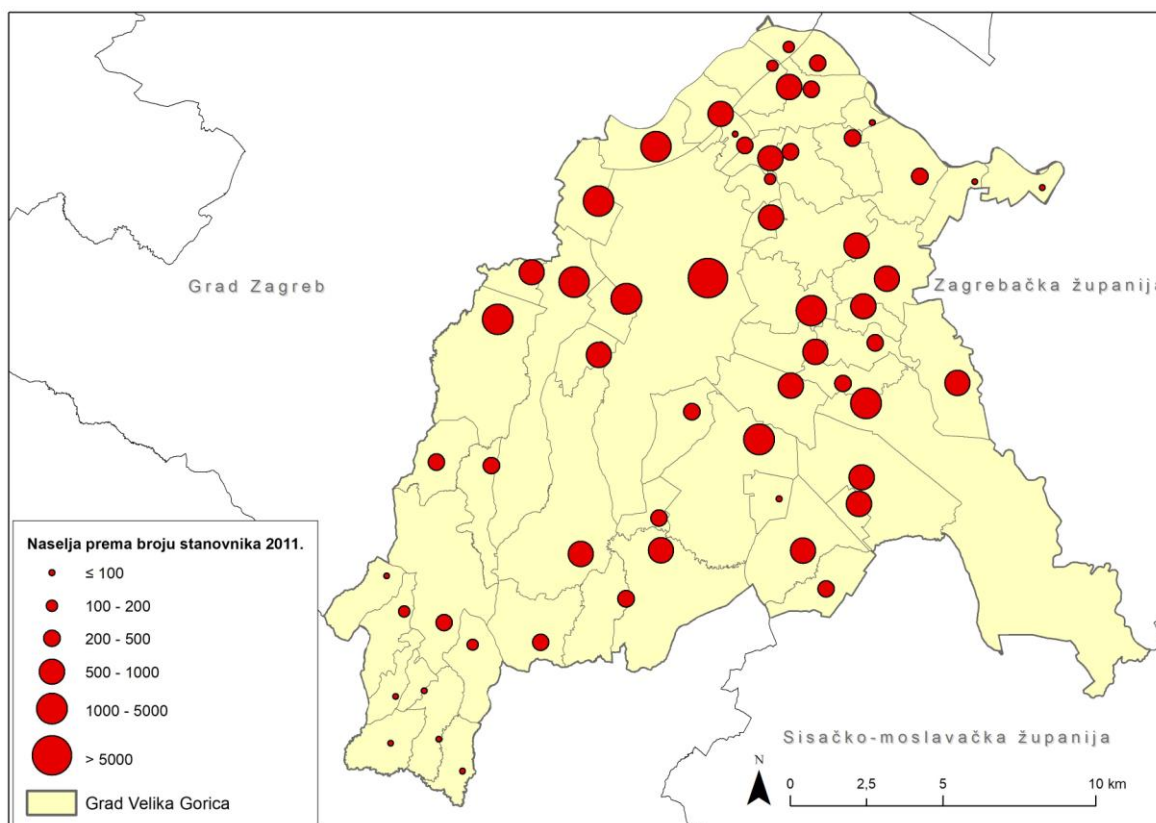 Grad Zagreb
Zagrebačka županija
Naselja prema broju stanovnika 2011.
≤ 100
100 - 200
200 - 500
500 - 1000
1000 - 5000
> 5000
Grad Velika Gorica
Sisačko-moslavačka županija
N
0 2,5 5 10 km